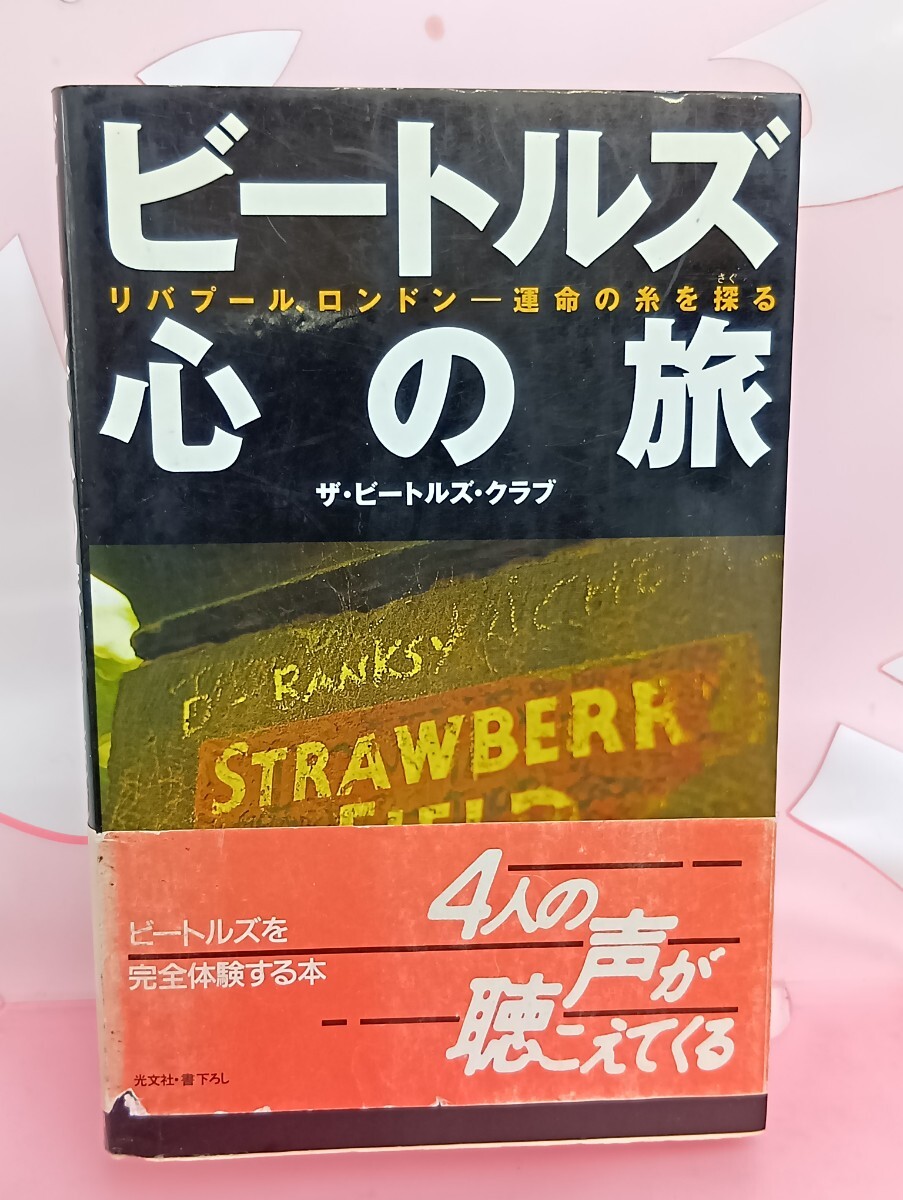 ビートルズ
リバプール、ロンドン―運命の糸を探る
さぐ
心の旅
ザ・ビートルズ・クラブ
D-BANKSY
STRAWBERR
FIELD
ビートルズを
完全体験する本
4人の
声が
聴こえてくる
光文社・書下ろし